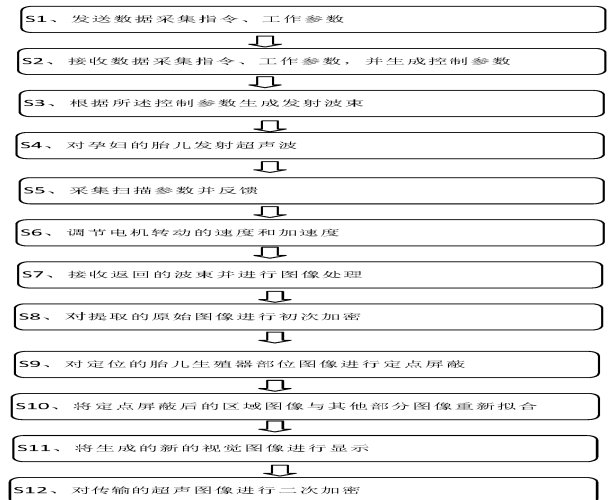 S1、发送数据采集指令、工作参数
S2、接收数据采集指令、工作参数，并生成控制参数
S3、根据所述控制参数生成发射波束
S4、对孕妇的胎儿发射超声波
S5、采集扫描参数并反馈
S6、调节电机转动的速度和加速度
S7、接收返回的波束并进行图像处理
S8、对提取的原始图像进行初次加密
S9、对定位的胎儿生殖器部位图像进行定点屏蔽
S10、将定点屏蔽后的区域图像与其他部分图像重新拟合
S11、将生成的新的视觉图像进行显示
S12、对传输的超声图像进行二次加密